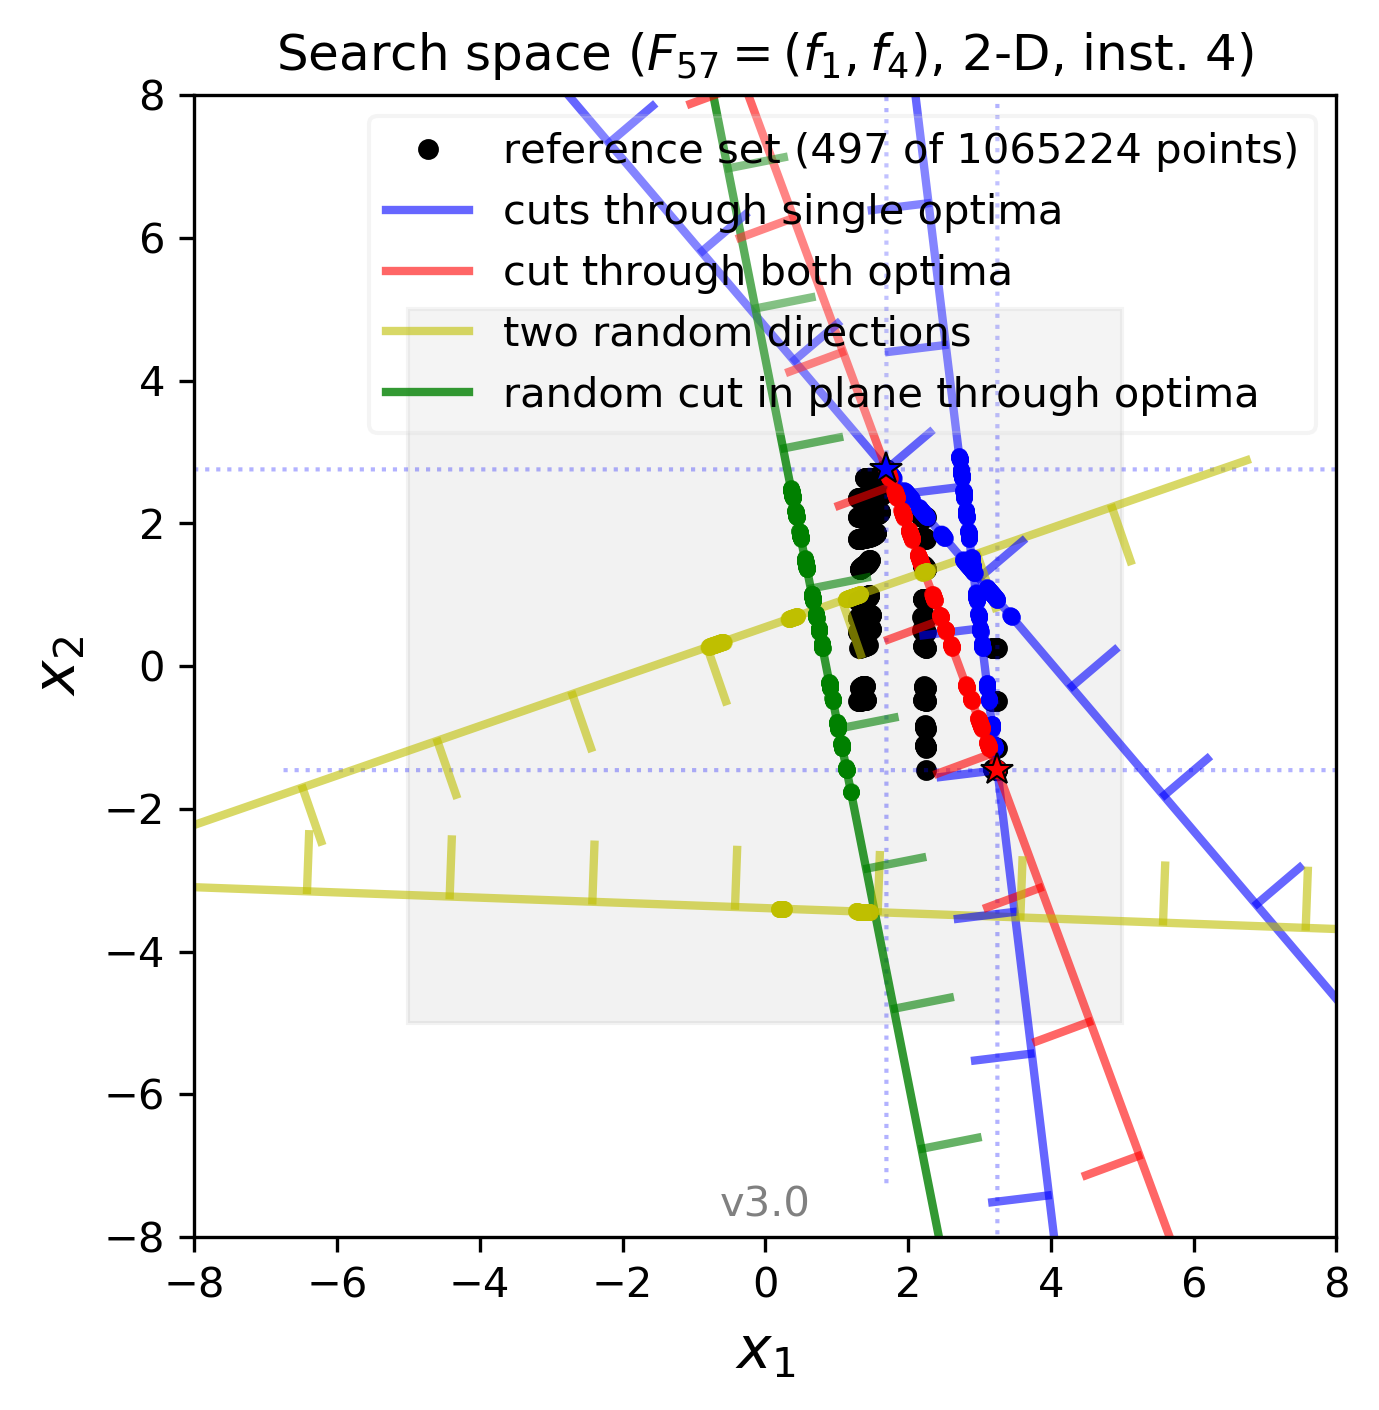 Search space (F57 = (f1, f4), 2-D, inst. 4)
8
6
4
2
0
−2
−4
−6
−8
x2
reference set (497 of 1065224 points)
cuts through single optima
cut through both optima
two random directions
random cut in plane through optima
v3.0
−8 −6 −4 −2 0 2 4 6 8
x1